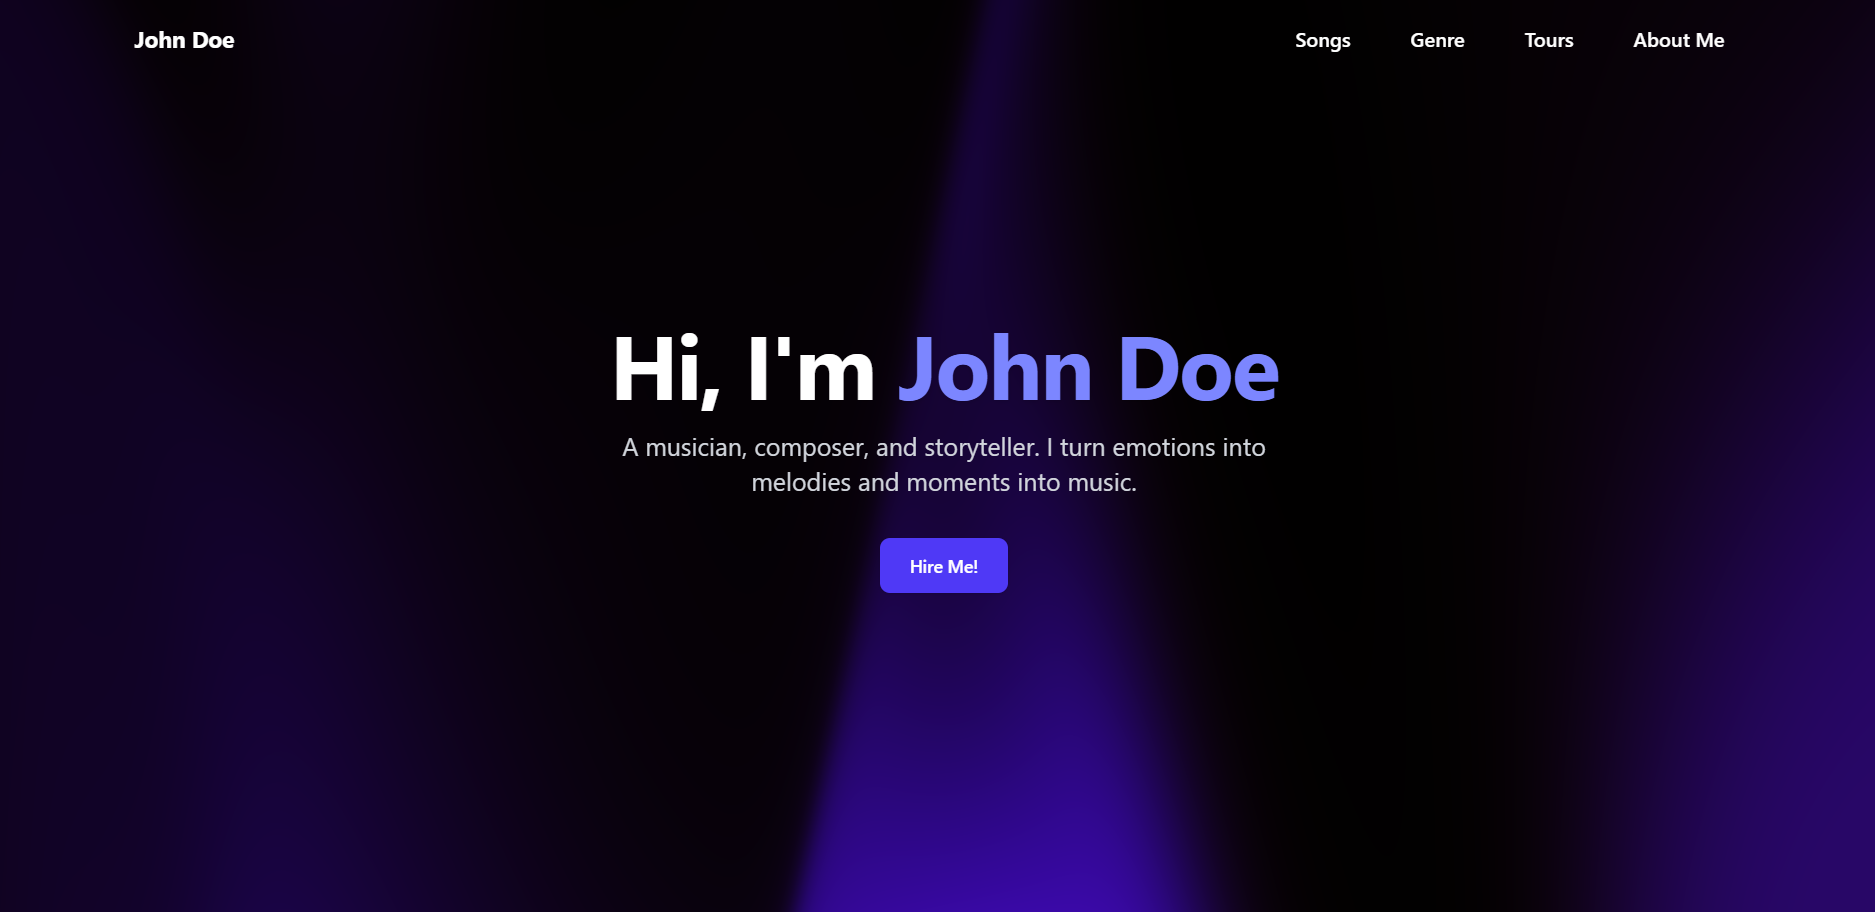 John Doe
Songs Genre Tours About Me
Hi, I'm John Doe
A musician, composer, and storyteller. I turn emotions into
melodies and moments into music.
Hire Me!